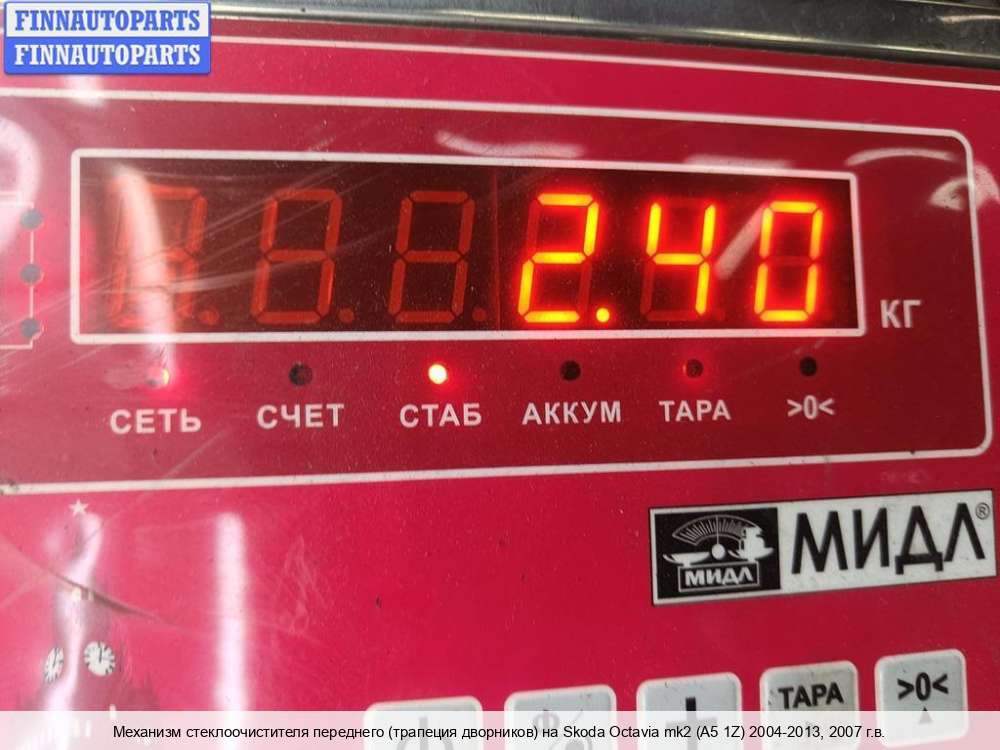 FINNAUTOPARTS
FINNAUTOPARTS
2.40
КГ
СЕТЬ СЧЕТ СТАБ АККУМ ТАРА >0<
МИДЛ МИДЛ®
ТАРА >0<
Механизм стеклоочистителя переднего (трапеция дворников) на Skoda Octavia mk2 (A5 1Z) 2004-2013, 2007 г.в.